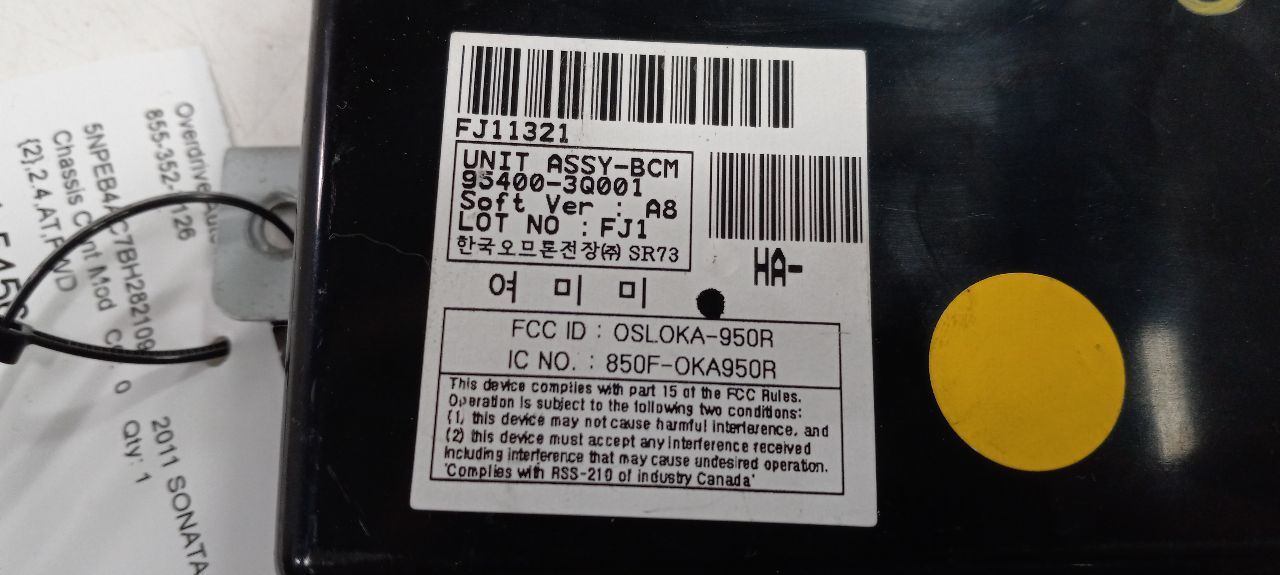 FJ11321
UNIT ASSY-BCM
95400-3Q001
Soft Ver : A8
LOT NO : FJ1
한국오므론전장㈜ SR73
HA-
여 미 미
FCC ID : OSLOKA-950R
IC NO. : 850F-OKA950R
This device complies with part 15 of the FCC Rules.
Operation is subject to the following two conditions:
(1) this device may not cause harmful interference, and
(2) this device must accept any interference received
including interference that may cause undesired operation.
'Complies with RSS-210 of Industry Canada'
Overdrive
855-352-
126
5NPEB4AC7BH282109
2011 SONATA
Chassis Cont Mod
Qty: 1
(2),2.4,AT,FWD